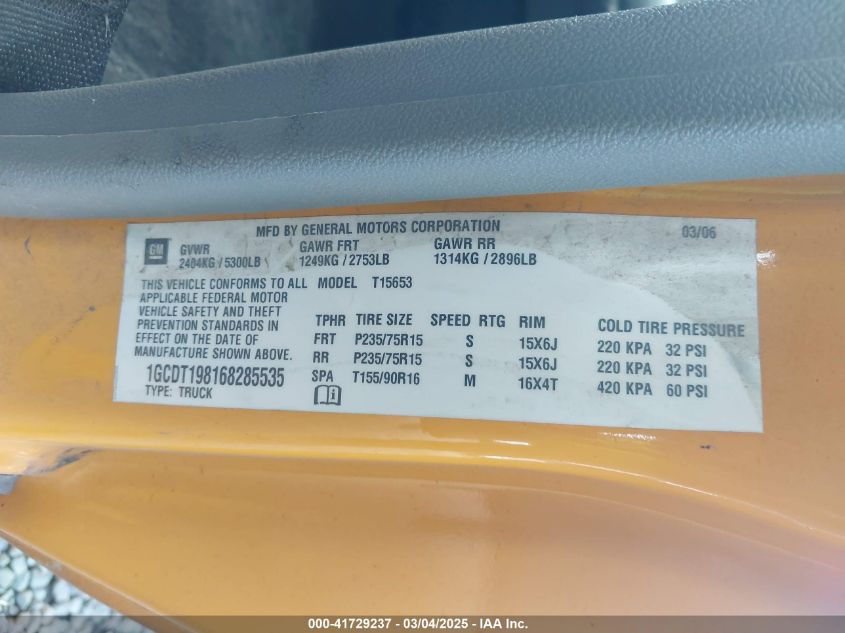 MFD BY GENERAL MOTORS CORPORATION 03/06
GM GVWR GAWR FRT GAWR RR
2404KG / 5300LB 1249KG / 2753LB 1314KG / 2896LB
THIS VEHICLE CONFORMS TO ALL MODEL T15653
APPLICABLE FEDERAL MOTOR
VEHICLE SAFETY AND THEFT
PREVENTION STANDARDS IN
EFFECT ON THE DATE OF
MANUFACTURE SHOWN ABOVE.
1GCDT198168285535
TYPE: TRUCK
TPHR TIRE SIZE SPEED RTG RIM COLD TIRE PRESSURE
FRT P235/75R15 S 15X6J 220 KPA 32 PSI
RR P235/75R15 S 15X6J 220 KPA 32 PSI
SPA T155/90R16 M 16X4T 420 KPA 60 PSI
000-41729237 - 03/04/2025 - IAA Inc.